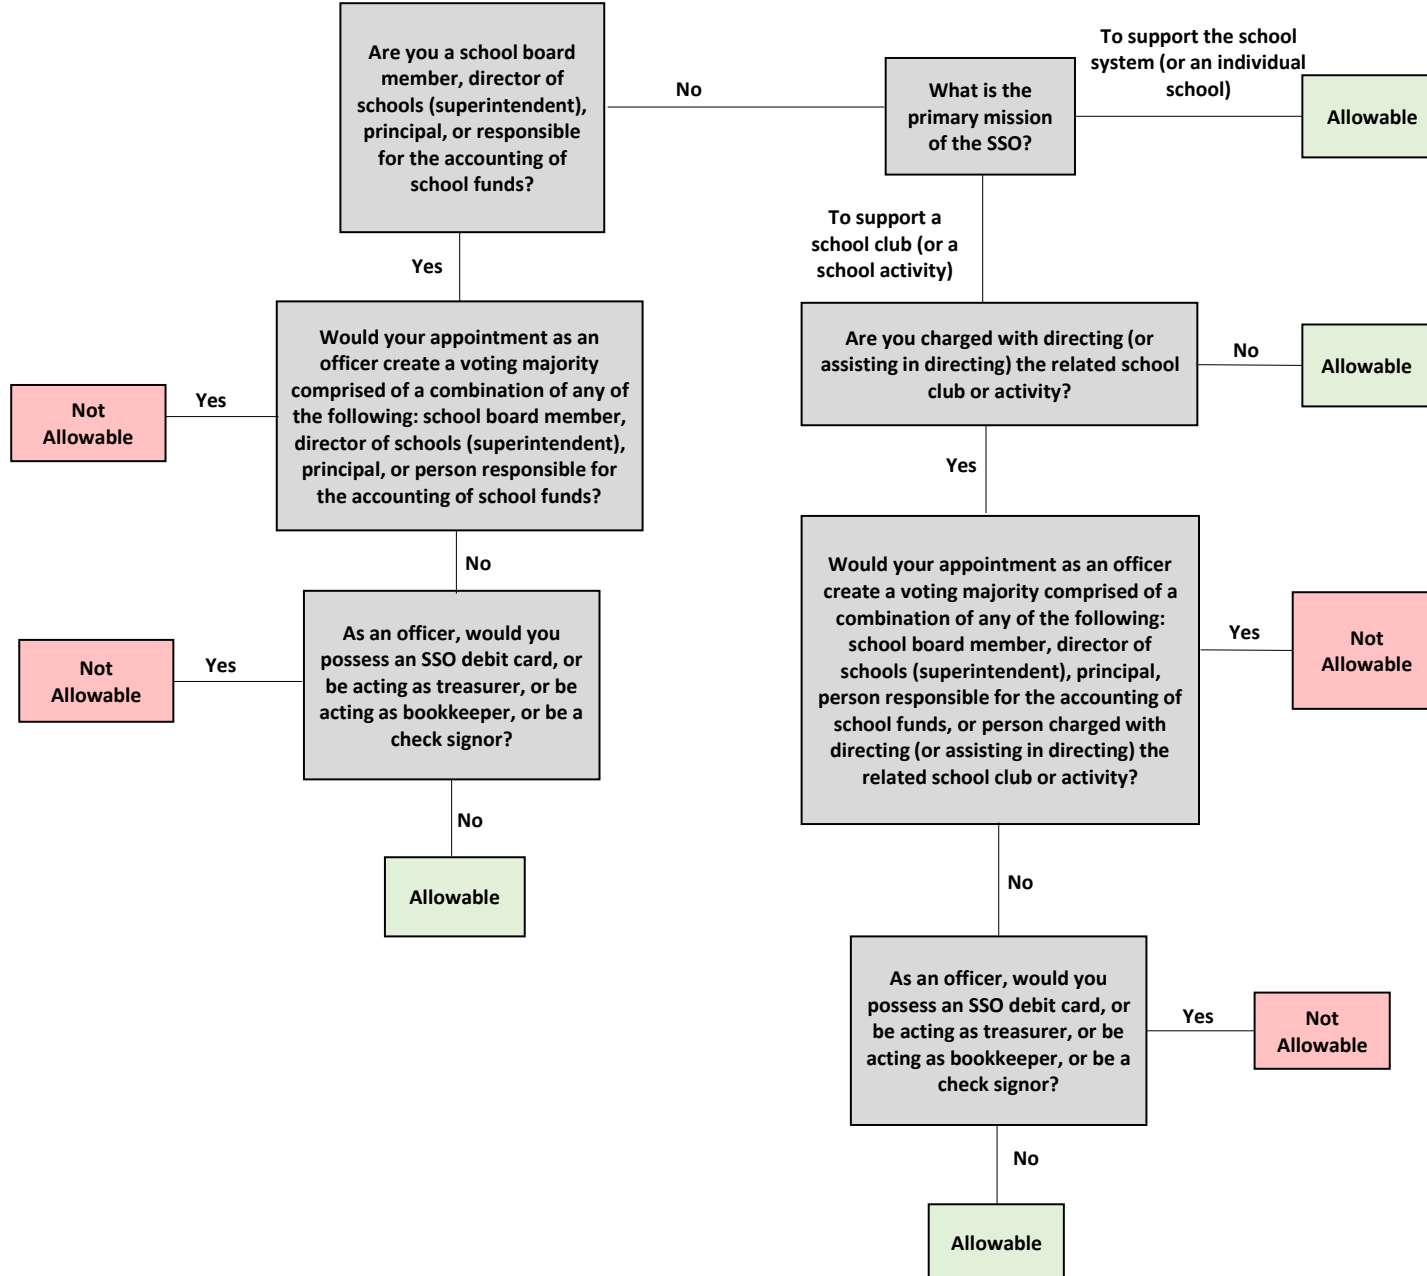 Are you a school board
member, director of
schools (superintendent),
principal, or responsible
for the accounting of
school funds?
No
What is the
primary mission
of the SSO?
To support the school
system (or an individual
school)
Allowable
Yes
To support a
school club (or a
school activity)
Would your appointment as an
officer create a voting majority
comprised of a combination of any of
the following: school board member,
director of schools (superintendent),
principal, or person responsible for
the accounting of school funds?
Yes
Not
Allowable
Are you charged with directing (or
assisting in directing) the related school
club or activity?
No
Allowable
Yes
No
As an officer, would you
possess an SSO debit card, or
be acting as treasurer, or be
acting as bookkeeper, or be a
check signor?
Yes
Not
Allowable
No
Allowable
Would your appointment as an officer
create a voting majority comprised of a
combination of any of the following:
school board member, director of
schools (superintendent), principal,
person responsible for the accounting of
school funds, or person charged with
directing (or assisting in directing) the
related school club or activity?
Yes
Not
Allowable
No
As an officer, would you
possess an SSO debit card, or
be acting as treasurer, or be
acting as bookkeeper, or be a
check signor?
Yes
Not
Allowable
No
Allowable